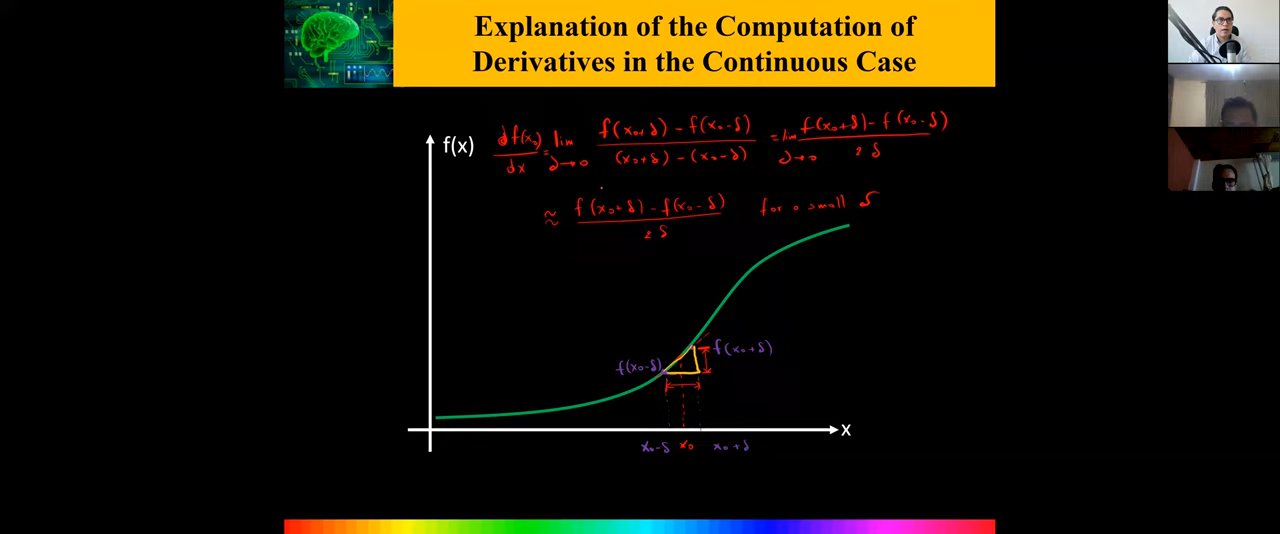 Explanation of the Computation of
Derivatives in the Continuous Case
f(x)
df(x₀)/dx = lim δ→0 (f(x₀+δ) - f(x₀-δ))/((x₀+δ) - (x₀-δ)) = lim δ→0 (f(x₀+δ) - f(x₀-δ))/2δ
≈ (f(x₀+δ) - f(x₀-δ))/2δ for a small δ
f(x₀+δ)
f(x₀-δ)
x
x₀-δ x₀ x₀+δ